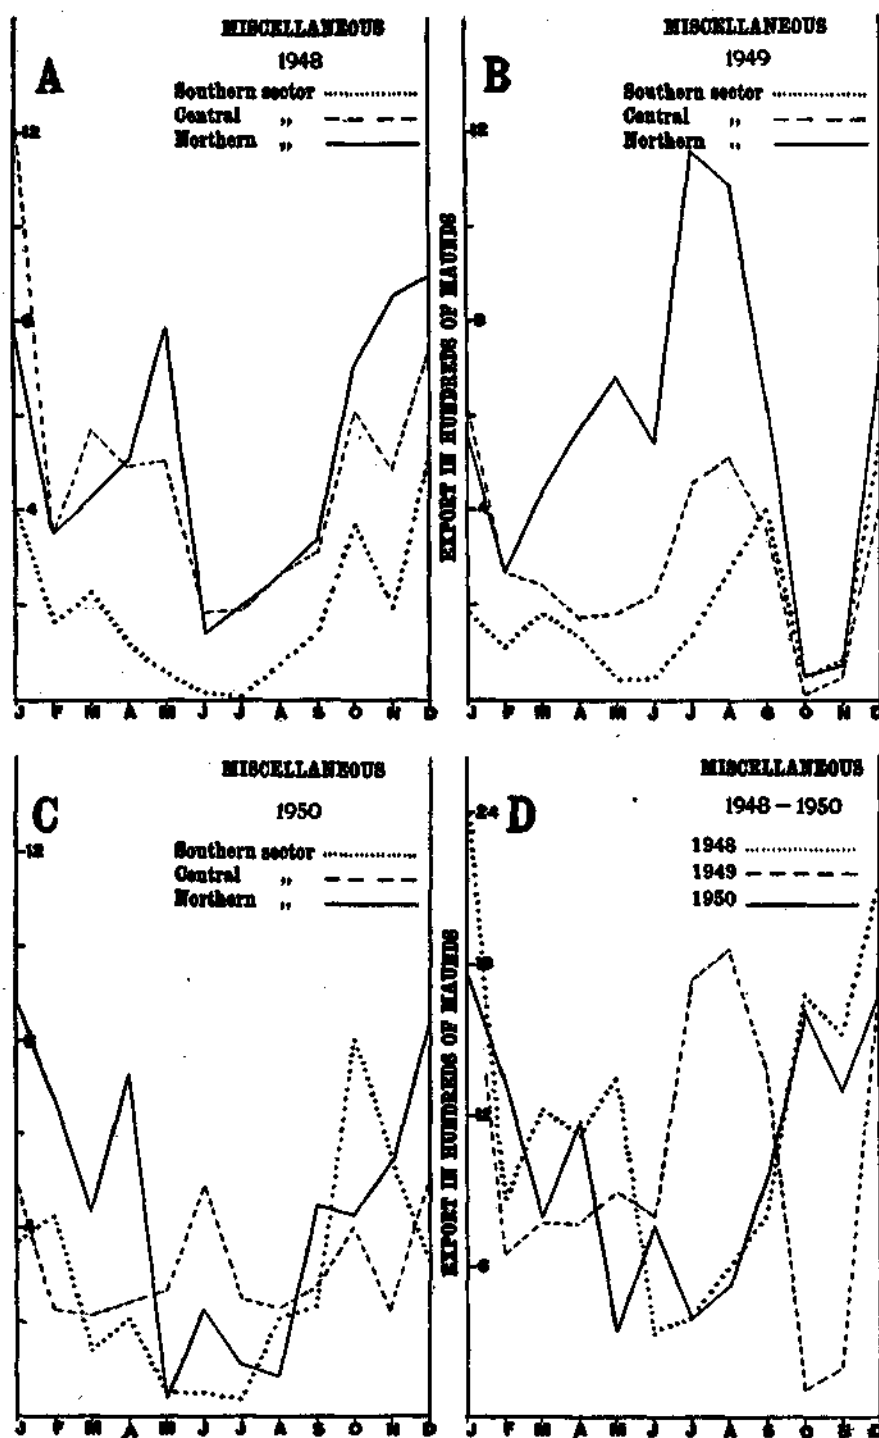 MISCELLANEOUS
1948
A
Southern sector
Central „
Northern „
12
8
4
J F M A M J J A S O N D
MISCELLANEOUS
1949
B
Southern sector
Central „
Northern „
12
8
4
J F M A M J J A S O N D
EXPORT IN HUNDREDS OF MAUNDS
MISCELLANEOUS
1950
C
Southern sector
Central „
Northern „
12
8
4
J F M A M J J A S O N D
MISCELLANEOUS
1948 – 1950
D
1948
1949
1950
24
18
12
6
J F M A M J J A S O N D
EXPORT IN HUNDREDS OF MAUNDS